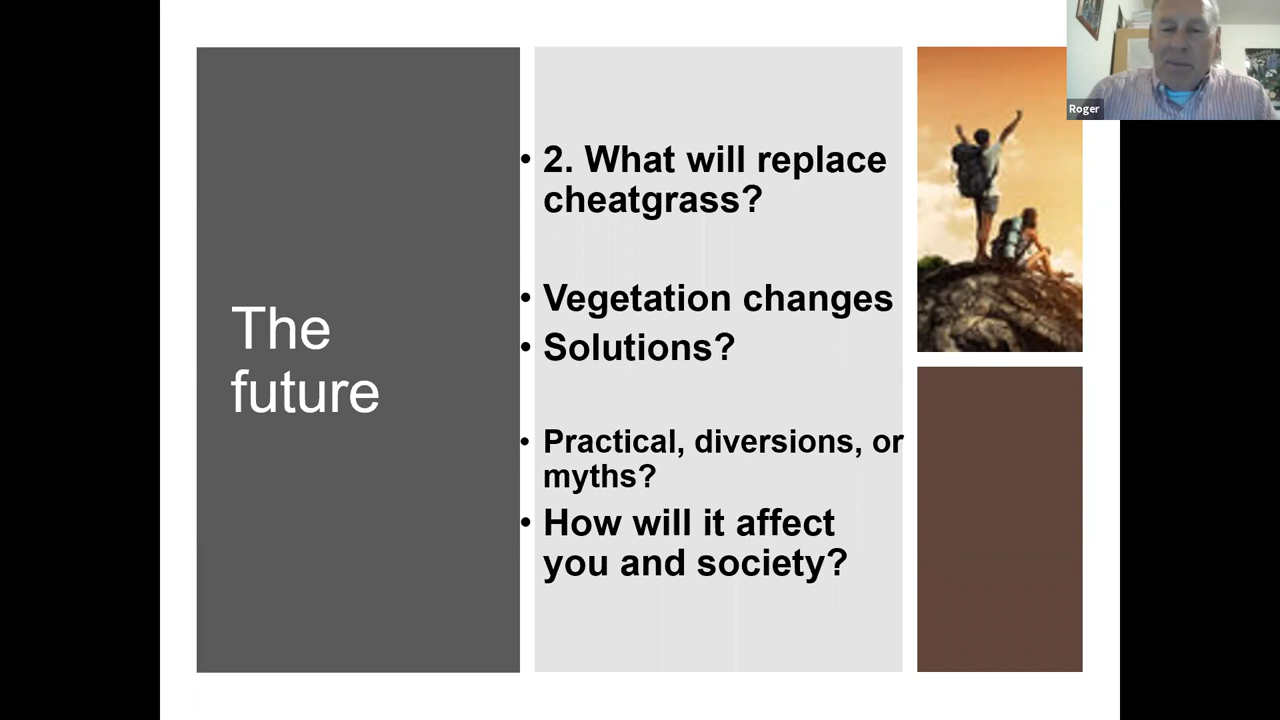 Roger
The
future
• 2. What will replace
cheatgrass?
• Vegetation changes
• Solutions?
• Practical, diversions, or
myths?
• How will it affect
you and society?